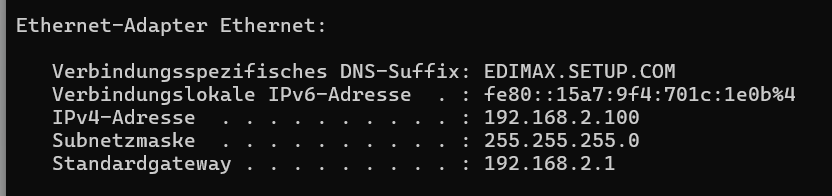 Ethernet-Adapter Ethernet:
Verbindungsspezifisches DNS-Suffix: EDIMAX.SETUP.COM
Verbindungslokale IPv6-Adresse  . : fe80::15a7:9f4:701c:1e0b%4
IPv4-Adresse  . . . . . . . . . . : 192.168.2.100
Subnetzmaske  . . . . . . . . . . : 255.255.255.0
Standardgateway . . . . . . . . . : 192.168.2.1